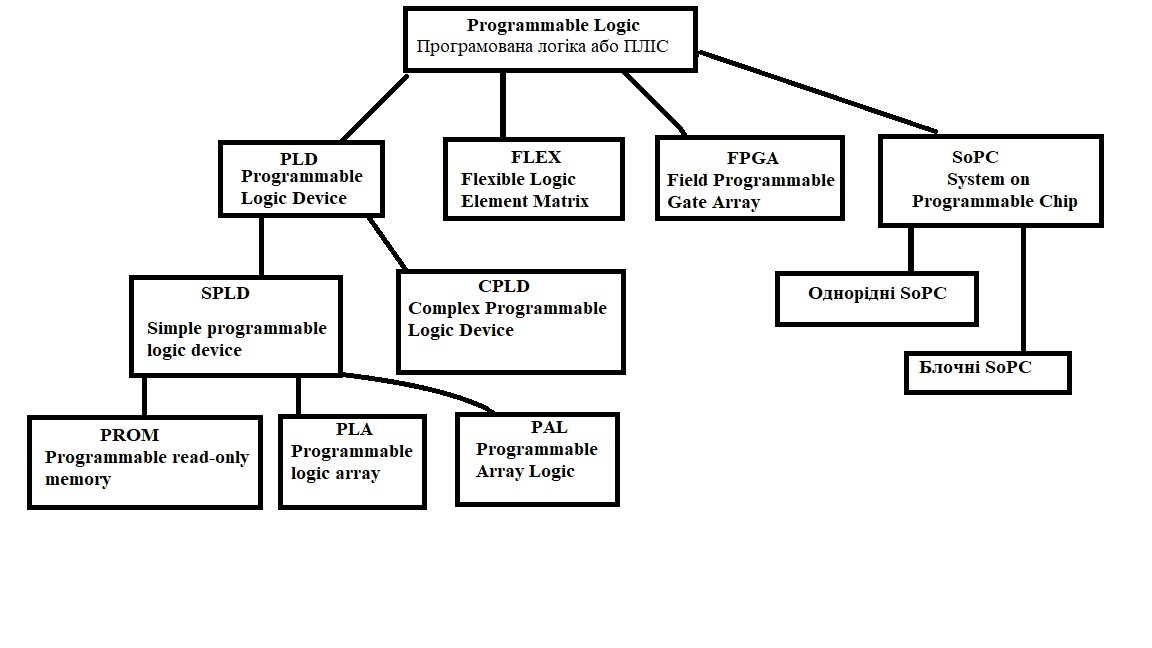 Programmable Logic
Програмована логіка або ПЛІС
PLD
Programmable
Logic Device
FLEX
Flexible Logic
Element Matrix
FPGA
Field Programmable
Gate Array
SoPC
System on
Programmable Chip
SPLD
Simple programmable
logic device
CPLD
Complex Programmable
Logic Device
Однорідні SoPC
Блочні SoPC
PROM
Programmable read-only
memory
PLA
Programmable
logic array
PAL
Programmable
Array Logic